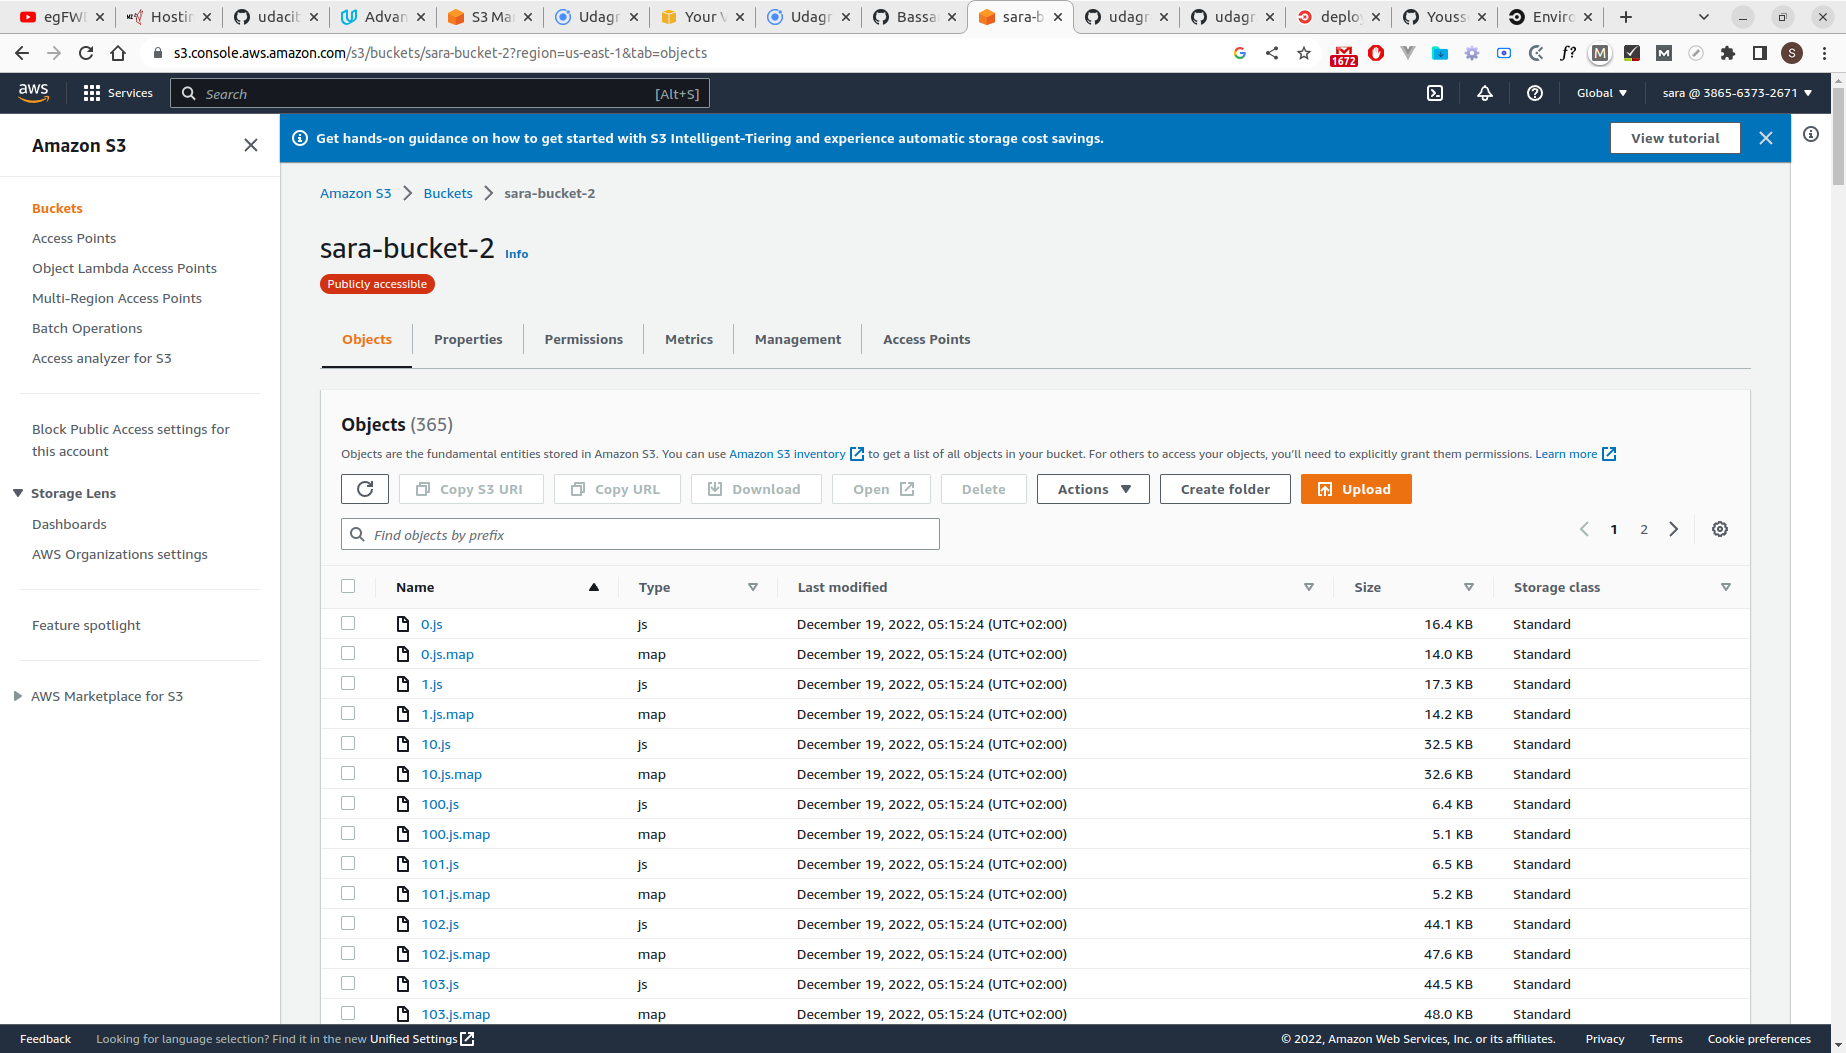 egFWL
Hostin
udacit
Advan
S3 Ma
Udagr
Your V
Udagr
Bassa
sara-b
udagr
udagr
deplo
Youss
Enviro
s3.console.aws.amazon.com/s3/buckets/sara-bucket-2?region=us-east-1&tab=objects
1672
f?
M
M
S
aws
Services
Search
[Alt+S]
Global
sara @ 3865-6373-2671
Amazon S3
Get hands-on guidance on how to get started with S3 Intelligent-Tiering and experience automatic storage cost savings.
View tutorial
Buckets
Access Points
Object Lambda Access Points
Multi-Region Access Points
Batch Operations
Access analyzer for S3
Block Public Access settings for
this account
Storage Lens
Dashboards
AWS Organizations settings
Feature spotlight
AWS Marketplace for S3
Amazon S3 > Buckets > sara-bucket-2
sara-bucket-2 Info
Publicly accessible
Objects Properties Permissions Metrics Management Access Points
Objects (365)
Objects are the fundamental entities stored in Amazon S3. You can use Amazon S3 inventory to get a list of all objects in your bucket. For others to access your objects, you'll need to explicitly grant them permissions. Learn more
Copy S3 URI Copy URL Download Open Delete Actions Create folder Upload
Find objects by prefix
1 2
Name Type Last modified Size Storage class
0.js js December 19, 2022, 05:15:24 (UTC+02:00) 16.4 KB Standard
0.js.map map December 19, 2022, 05:15:24 (UTC+02:00) 14.0 KB Standard
1.js js December 19, 2022, 05:15:24 (UTC+02:00) 17.3 KB Standard
1.js.map map December 19, 2022, 05:15:24 (UTC+02:00) 14.2 KB Standard
10.js js December 19, 2022, 05:15:24 (UTC+02:00) 32.5 KB Standard
10.js.map map December 19, 2022, 05:15:24 (UTC+02:00) 32.6 KB Standard
100.js js December 19, 2022, 05:15:24 (UTC+02:00) 6.4 KB Standard
100.js.map map December 19, 2022, 05:15:24 (UTC+02:00) 5.1 KB Standard
101.js js December 19, 2022, 05:15:24 (UTC+02:00) 6.5 KB Standard
101.js.map map December 19, 2022, 05:15:24 (UTC+02:00) 5.2 KB Standard
102.js js December 19, 2022, 05:15:24 (UTC+02:00) 44.1 KB Standard
102.js.map map December 19, 2022, 05:15:24 (UTC+02:00) 47.6 KB Standard
103.js js December 19, 2022, 05:15:24 (UTC+02:00) 44.5 KB Standard
103.js.map map December 19, 2022, 05:15:24 (UTC+02:00) 48.0 KB Standard
Feedback Looking for language selection? Find it in the new Unified Settings © 2022, Amazon Web Services, Inc. or its affiliates. Privacy Terms Cookie preferences